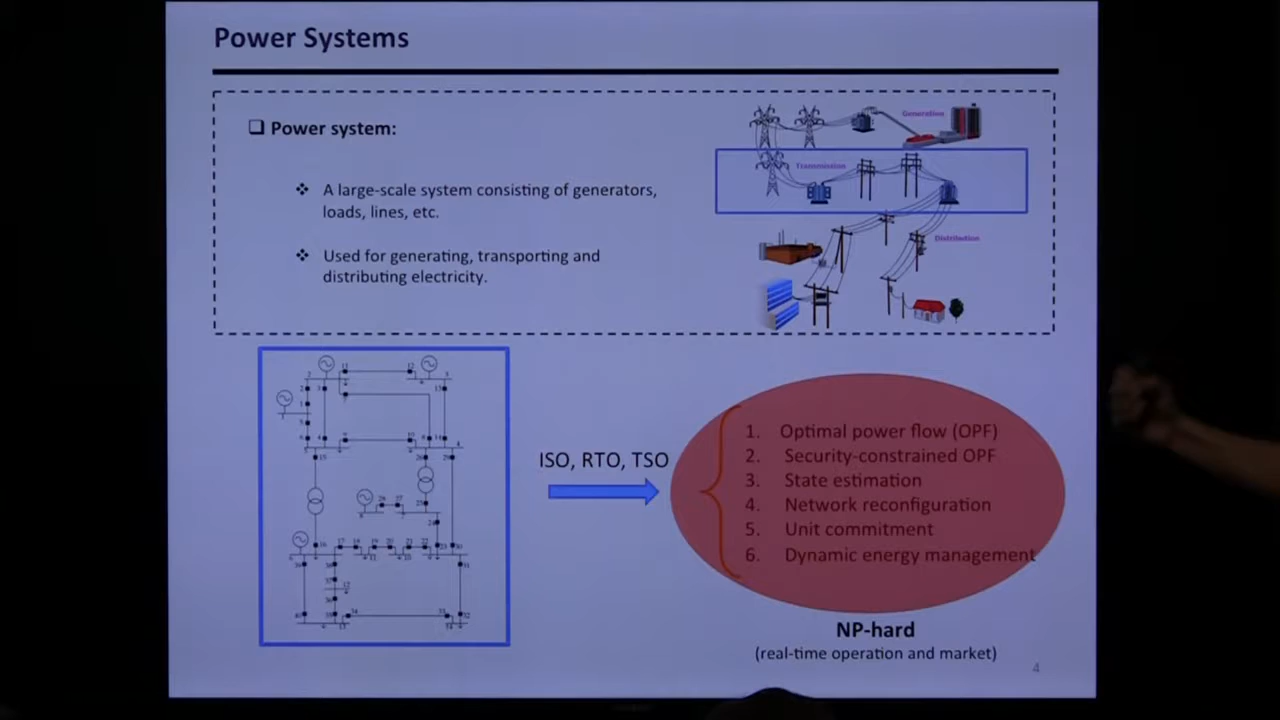 Power Systems
Power system:
A large-scale system consisting of generators,
loads, lines, etc.
Used for generating, transporting and
distributing electricity.
Generation
Transmission
Distribution
ISO, RTO, TSO
1. Optimal power flow (OPF)
2. Security-constrained OPF
3. State estimation
4. Network reconfiguration
5. Unit commitment
6. Dynamic energy management
NP-hard
(real-time operation and market)
4